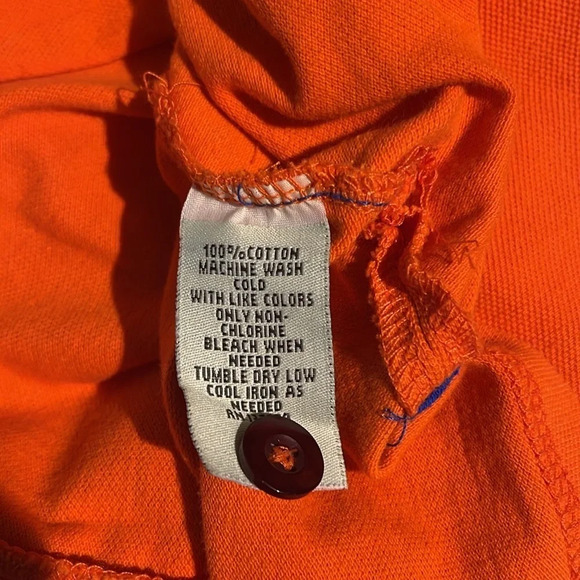 100%COTTON
MACHINE WASH
COLD
WITH LIKE COLORS
ONLY NON-
CHLORINE
BLEACH WHEN
NEEDED
TUMBLE DRY LOW
COOL IRON AS
NEEDED